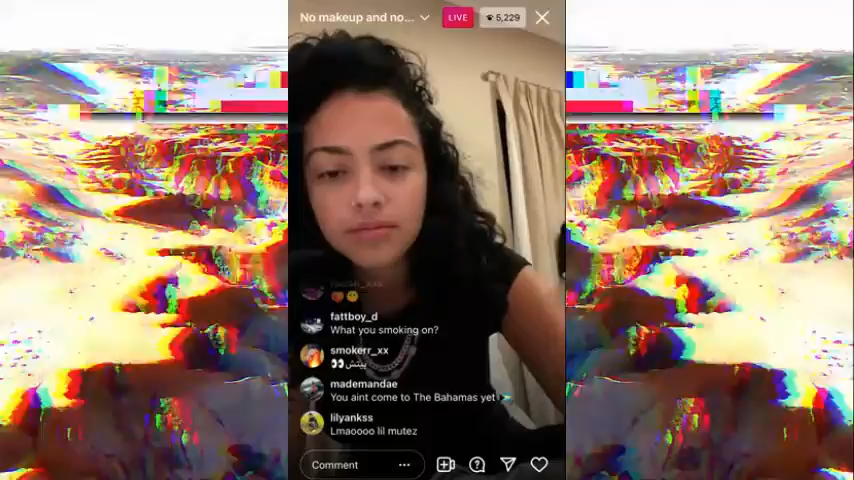 No makeup and no...
LIVE
5,229
fattboy_d
What you smoking on?
smokerr_xx
بيتش
mademandae
You aint come to The Bahamas yet
lilyankss
Lmaoooo lil mutez
Comment